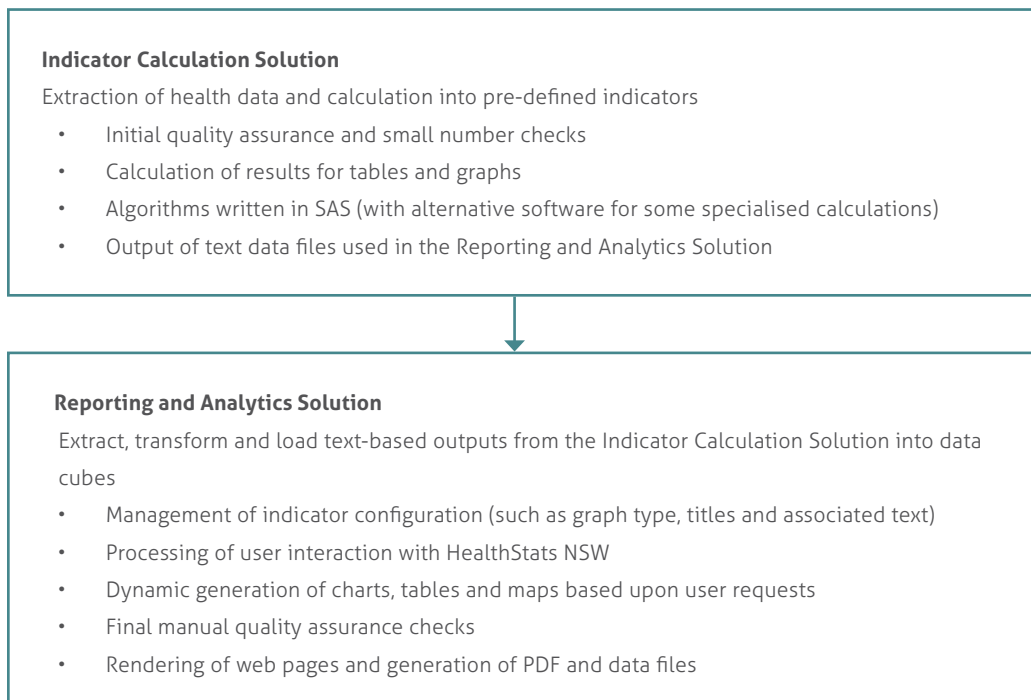 Indicator Calculation Solution
Extraction of health data and calculation into pre-defined indicators
• Initial quality assurance and small number checks
• Calculation of results for tables and graphs
• Algorithms written in SAS (with alternative software for some specialised calculations)
• Output of text data files used in the Reporting and Analytics Solution
Reporting and Analytics Solution
Extract, transform and load text-based outputs from the Indicator Calculation Solution into data
cubes
• Management of indicator configuration (such as graph type, titles and associated text)
• Processing of user interaction with HealthStats NSW
• Dynamic generation of charts, tables and maps based upon user requests
• Final manual quality assurance checks
• Rendering of web pages and generation of PDF and data files